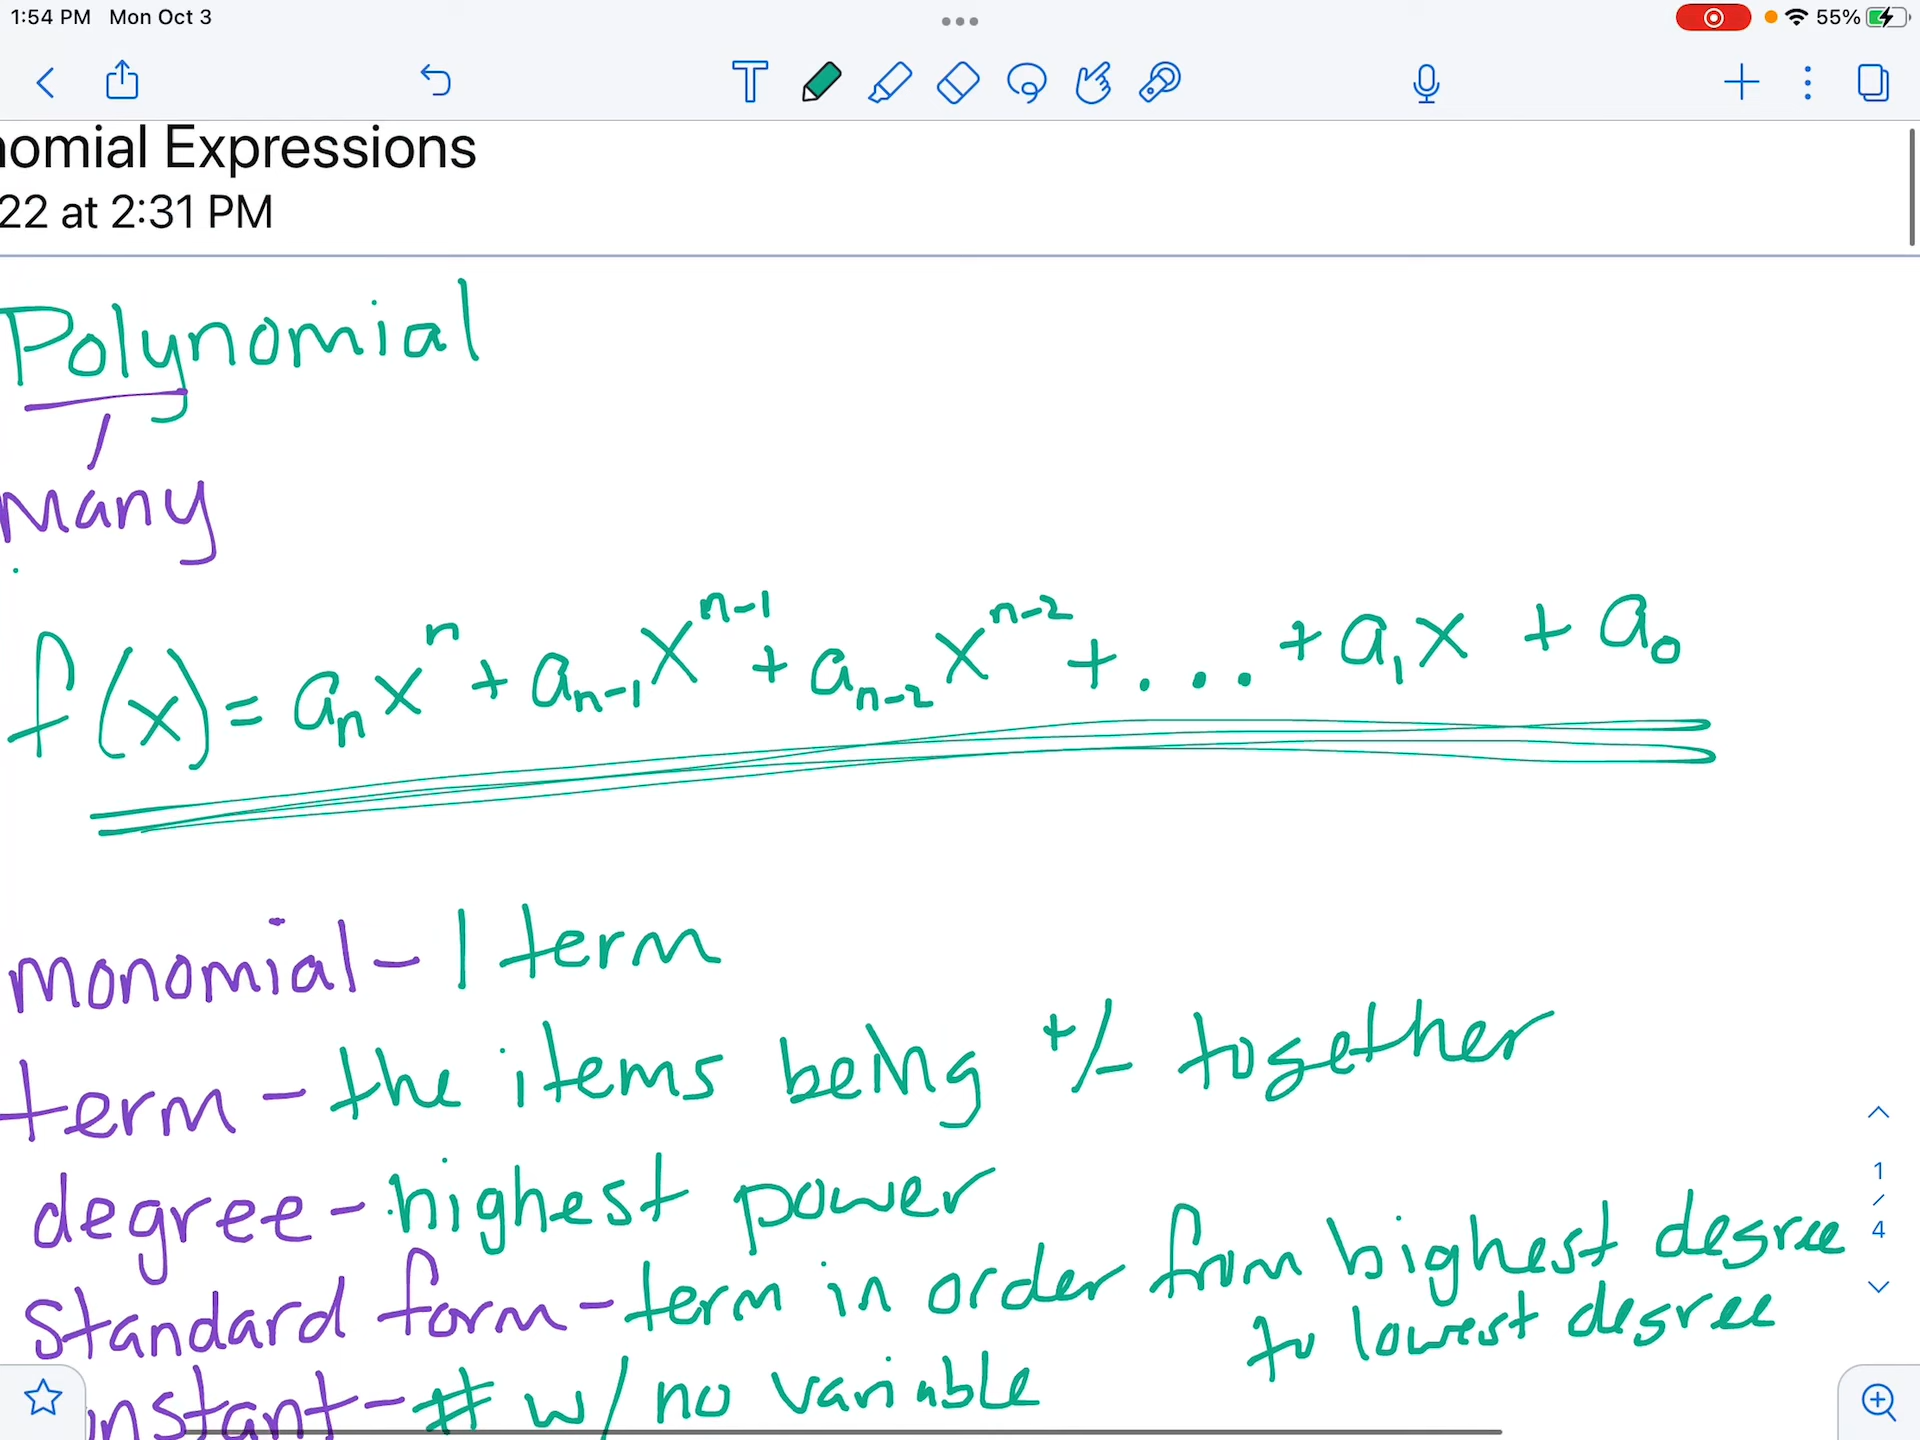 1:54 PM Mon Oct 3
55%
nomial Expressions
22 at 2:31 PM
Polynomial
Many
f(x) = aₙxⁿ + aₙ₋₁xⁿ⁻¹ + aₙ₋₂xⁿ⁻² + ... + a₁x + a₀
monomial - 1 term
term - the items being +/- together
degree - highest power
standard form - term in order from highest degree
to lowest degree
nstant - # w/ no variable
1
/
4